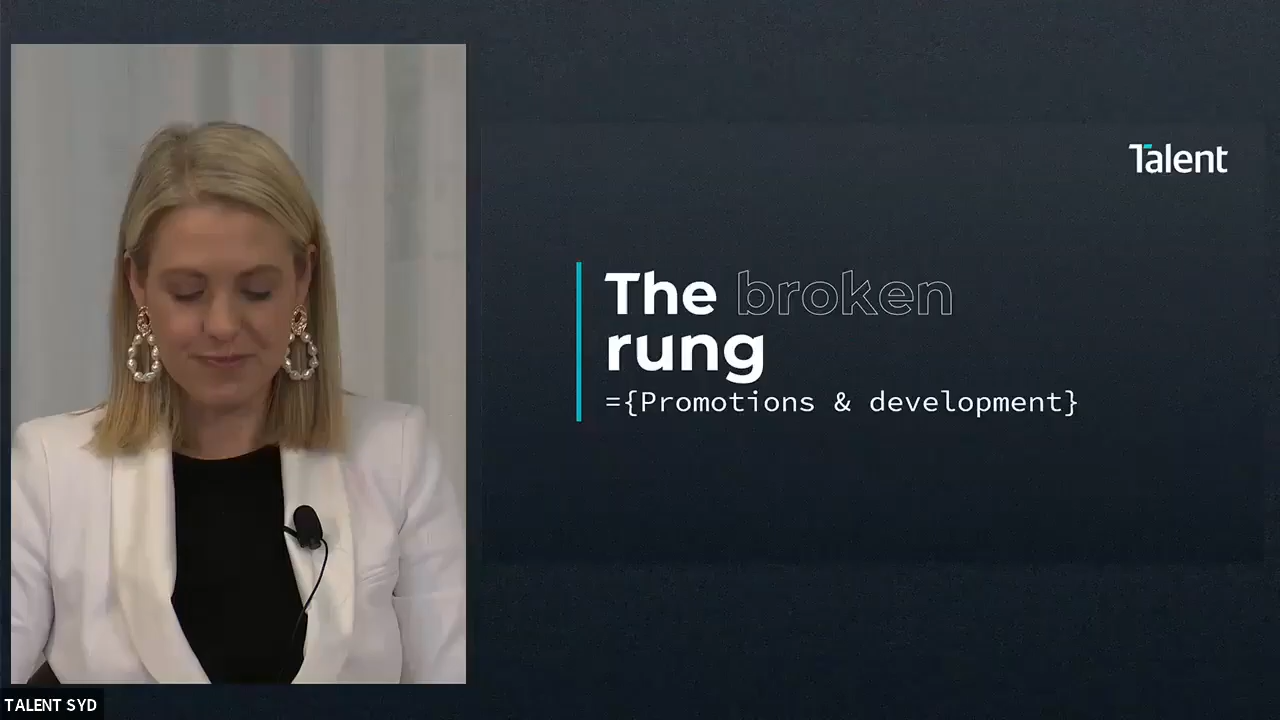 Talent
The broken
rung
={Promotions & development}
TALENT SYD